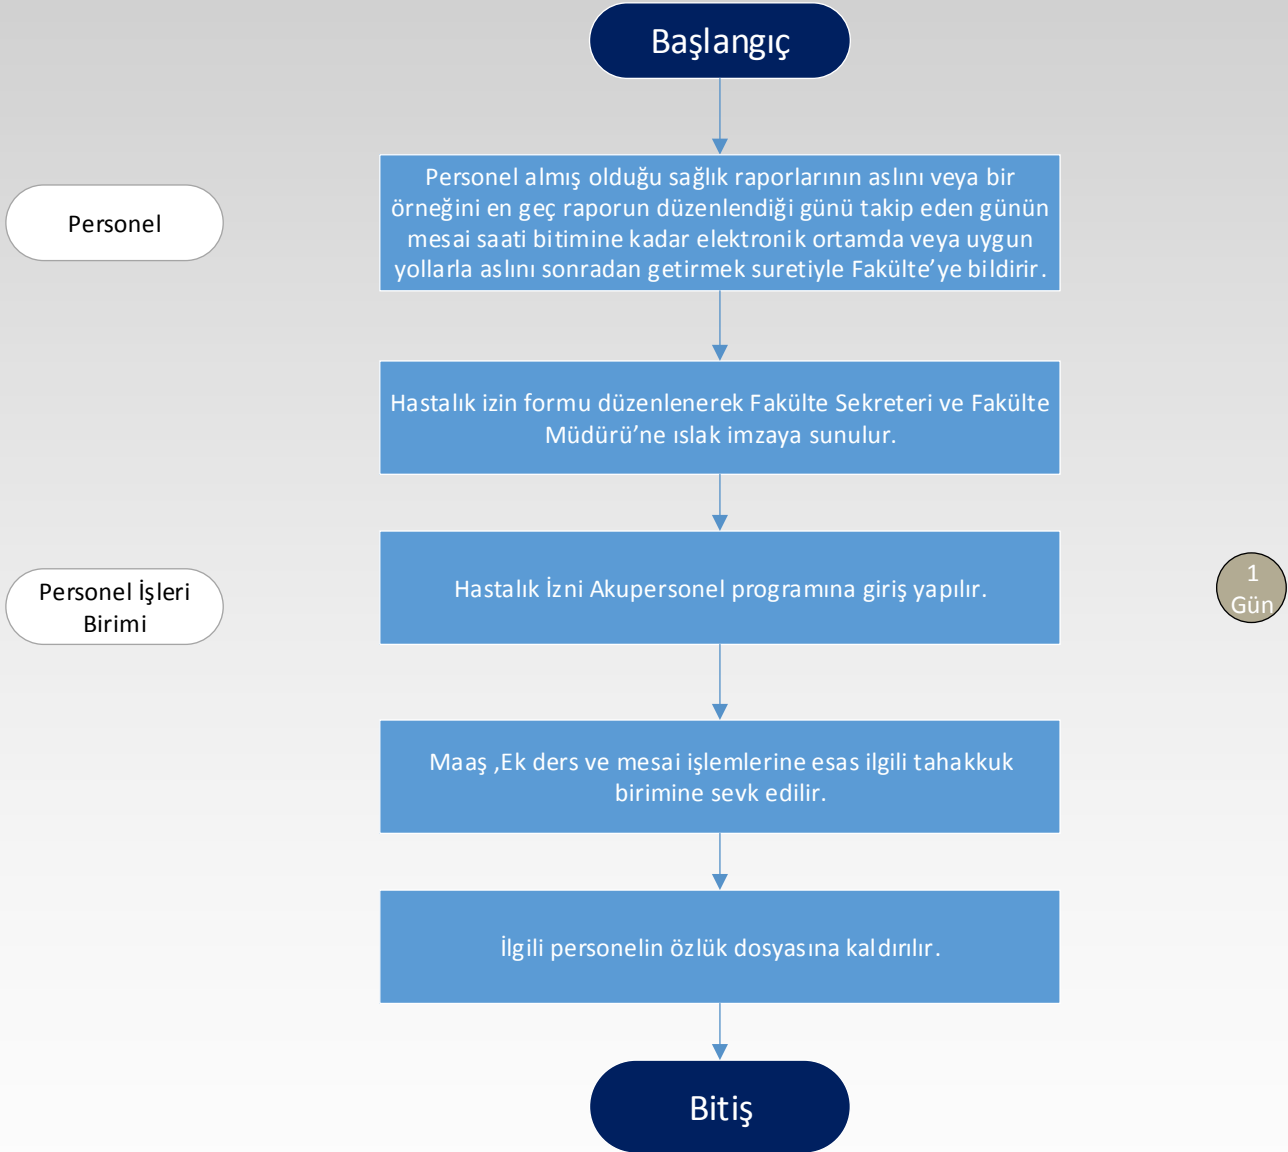 Başlangıç
Personel
Personel almış olduğu sağlık raporlarının aslını veya bir
örneğini en geç raporun düzenlendiği günü takip eden günün
mesai saati bitimine kadar elektronik ortamda veya uygun
yollarla aslını sonradan getirmek suretiyle Fakülte’ye bildirir.
Hastalık izin formu düzenlenerek Fakülte Sekreteri ve Fakülte
Müdürü’ne ıslak imzaya sunulur.
Personel İşleri
Birimi
Hastalık İzni Akupersonel programına giriş yapılır.
1
Gün
Maaş ,Ek ders ve mesai işlemlerine esas ilgili tahakkuk
birimine sevk edilir.
İlgili personelin özlük dosyasına kaldırılır.
Bitiş